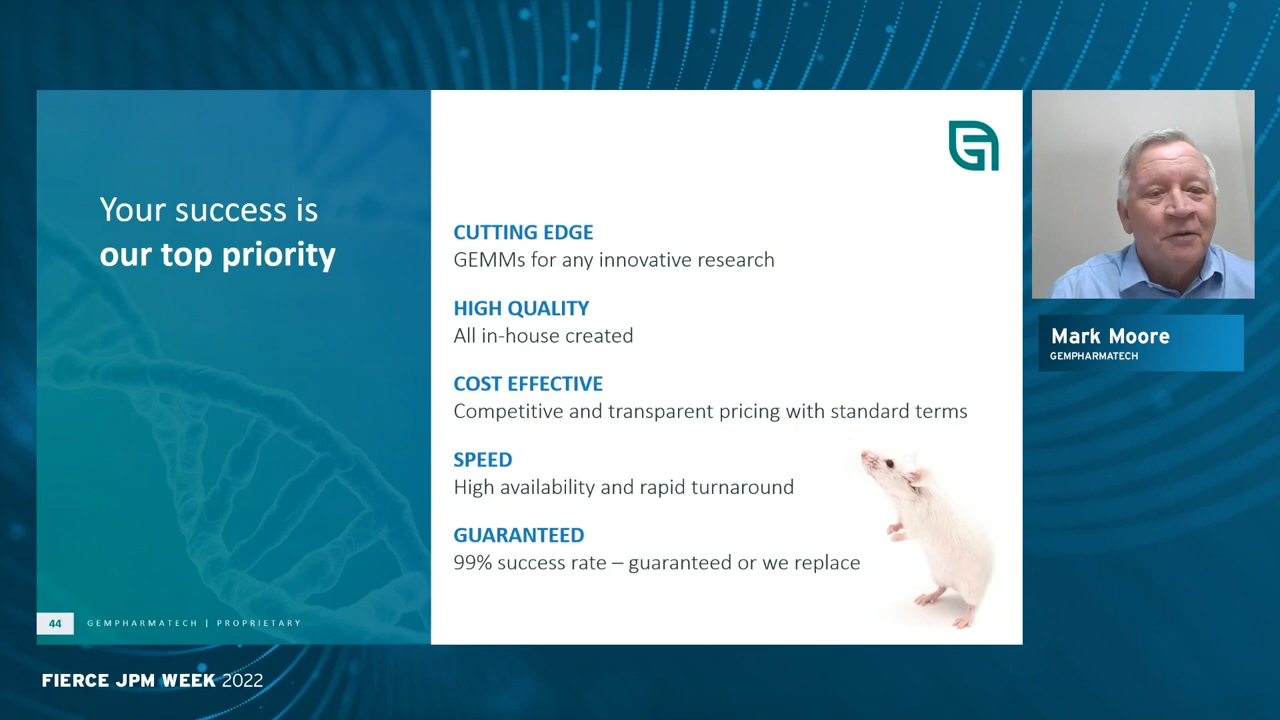 Your success is
our top priority
CUTTING EDGE
GEMMs for any innovative research
HIGH QUALITY
All in-house created
COST EFFECTIVE
Competitive and transparent pricing with standard terms
SPEED
High availability and rapid turnaround
GUARANTEED
99% success rate – guaranteed or we replace
44
GEMPHARMATECH | PROPRIETARY
Mark Moore
GEMPHARMATECH
FIERCE JPM WEEK 2022